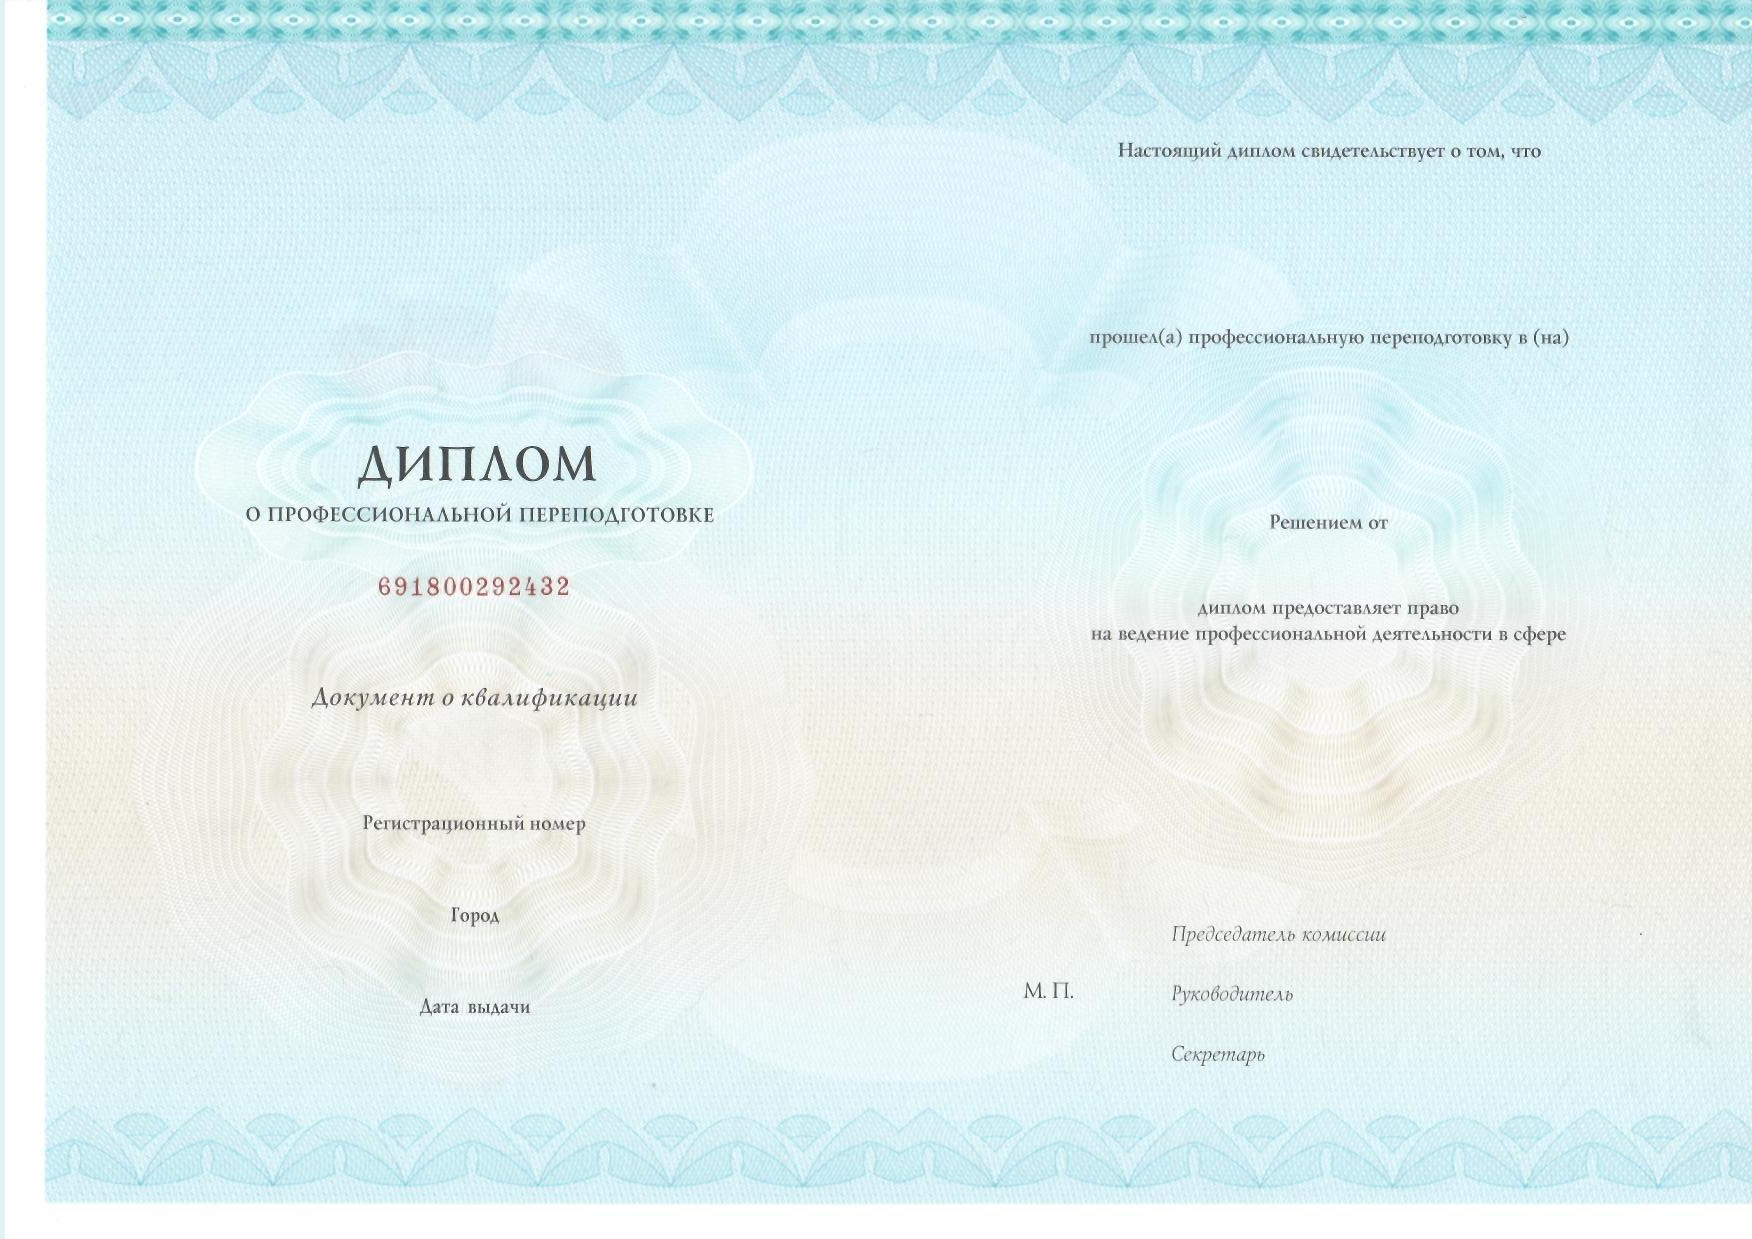 ДИПЛОМ
О ПРОФЕССИОНАЛЬНОЙ ПЕРЕПОДГОТОВКЕ
691800292432
Документ о квалификации
Регистрационный номер
Город
Дата выдачи
Настоящий диплом свидетельствует о том, что
прошел(а) профессиональную переподготовку в (на)
Решением от
диплом предоставляет право
на ведение профессиональной деятельности в сфере
Председатель комиссии
М. П.
Руководитель
Секретарь